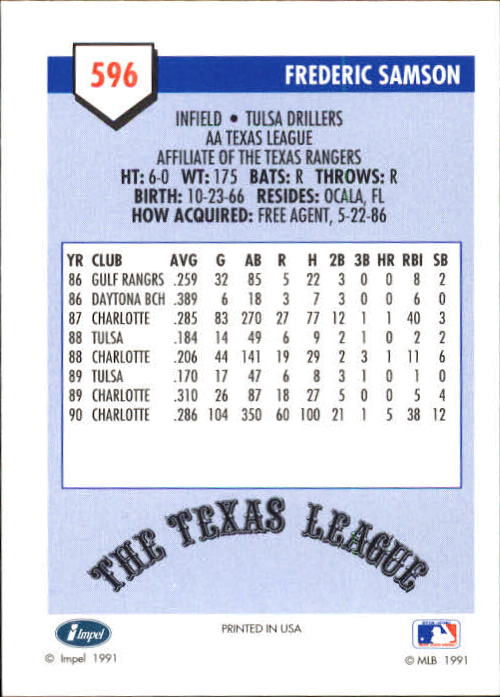 596
FREDERIC SAMSON
INFIELD • TULSA DRILLERS
AA TEXAS LEAGUE
AFFILIATE OF THE TEXAS RANGERS
HT: 6-0 WT: 175 BATS: R THROWS: R
BIRTH: 10-23-66 RESIDES: OCALA, FL
HOW ACQUIRED: FREE AGENT, 5-22-86
YR CLUB AVG G AB R H 2B 3B HR RBI SB
86 GULF RANGRS .259 32 85 5 22 3 0 0 8 2
86 DAYTONA BCH .389 6 18 3 7 3 0 0 6 0
87 CHARLOTTE .285 83 270 27 77 12 1 1 40 3
88 TULSA .184 14 49 6 9 2 1 0 2 2
88 CHARLOTTE .206 44 141 19 29 2 3 1 11 6
89 TULSA .170 17 47 6 8 3 1 0 1 0
89 CHARLOTTE .310 26 87 18 27 5 0 0 5 4
90 CHARLOTTE .286 104 350 60 100 21 1 5 38 12
THE TEXAS LEAGUE
Impel
PRINTED IN USA
© Impel 1991
© MLB 1991